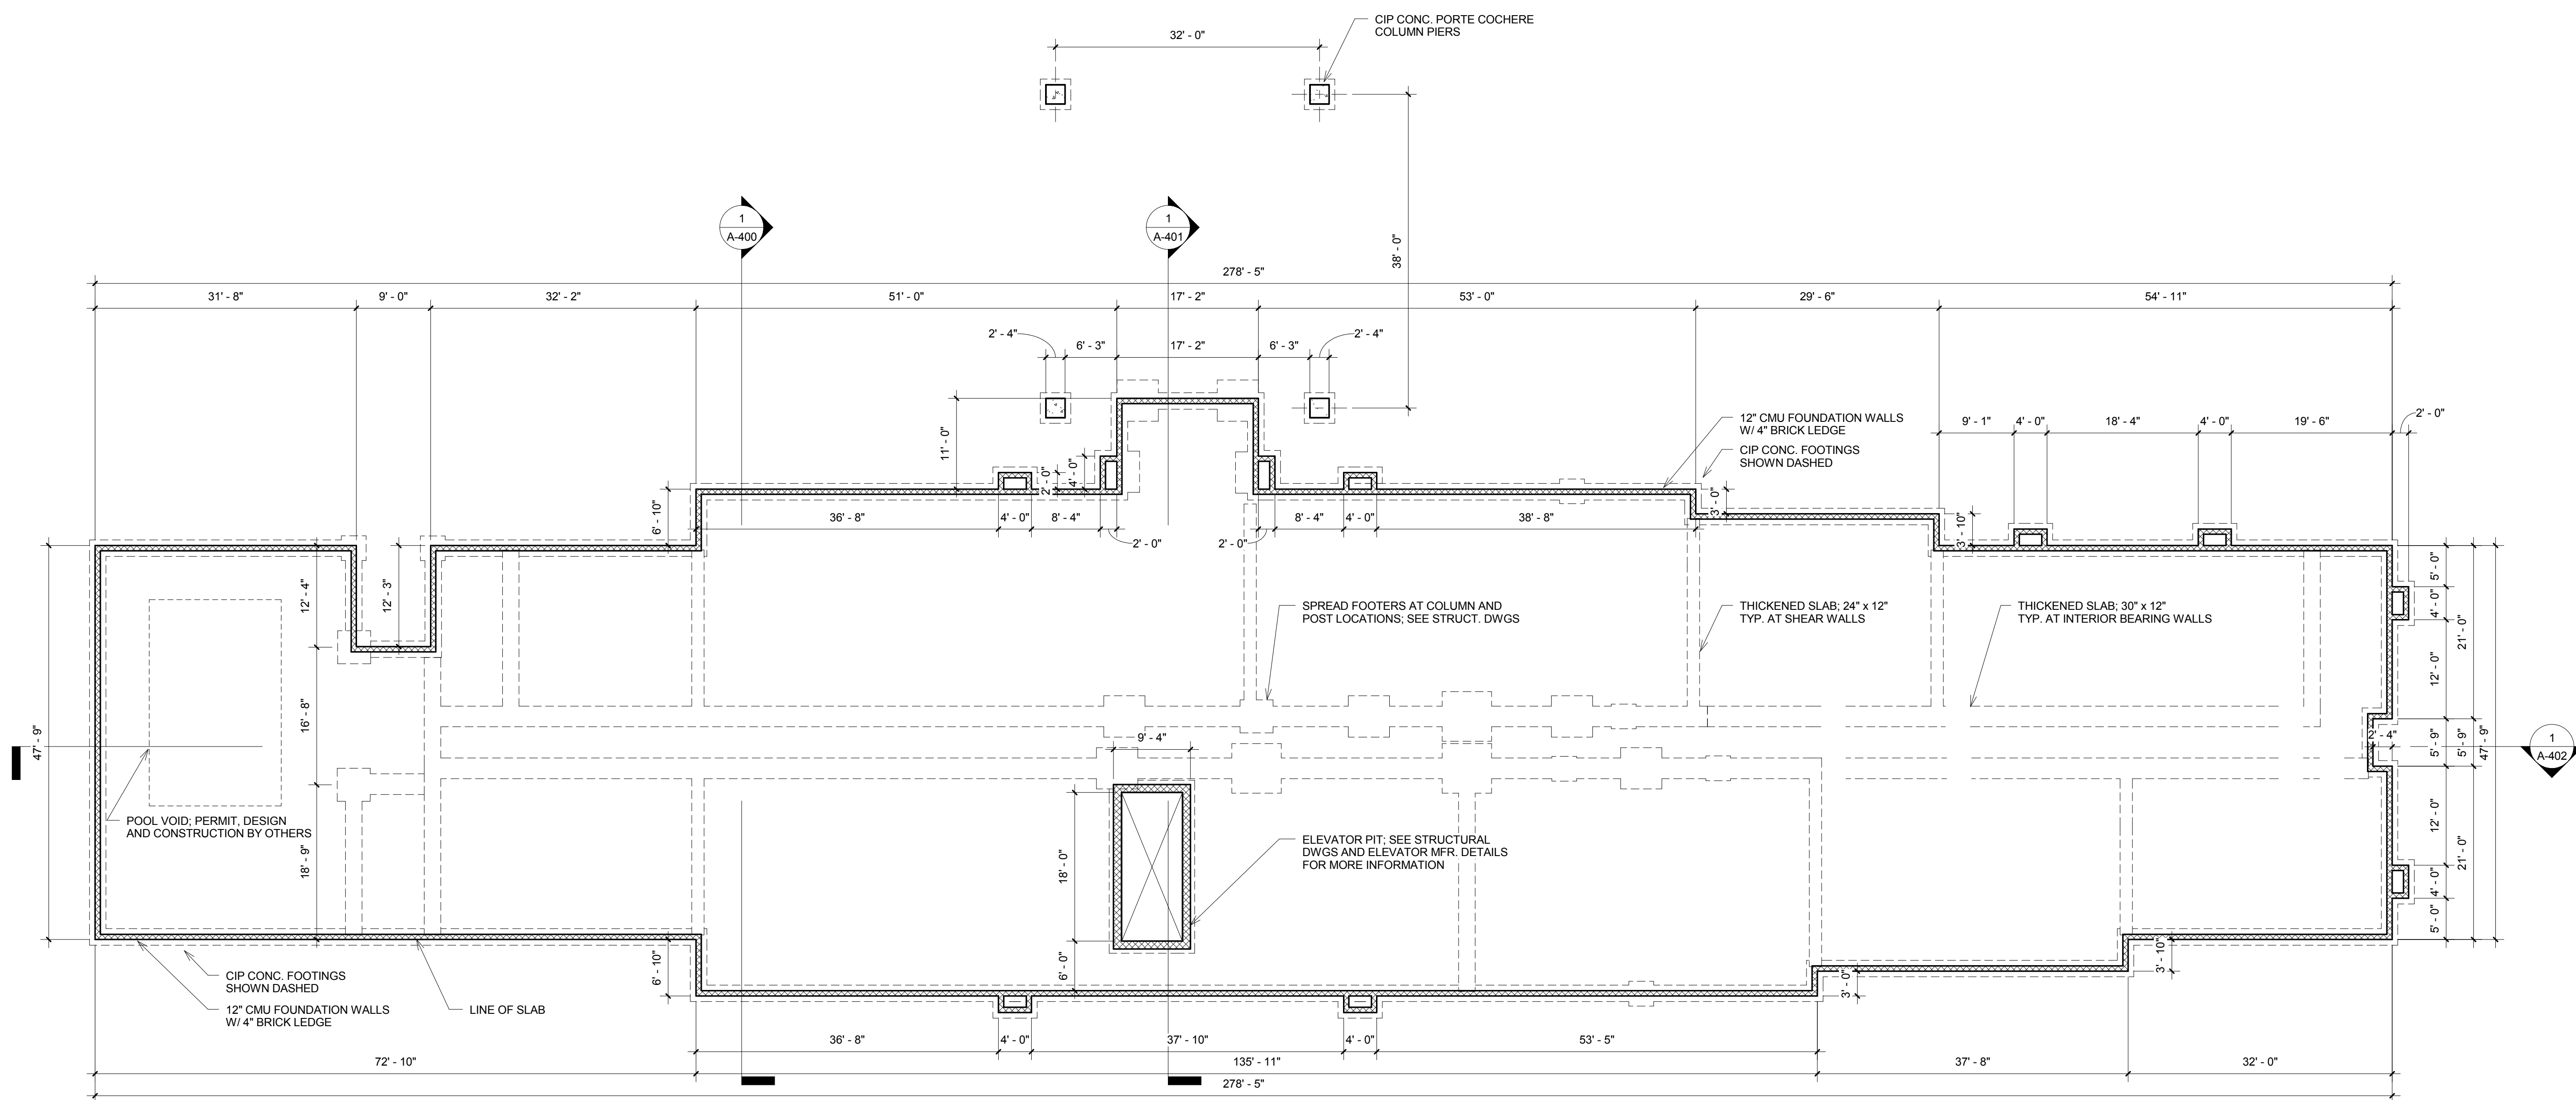 CIP CONC. PORTE COCHERE
COLUMN PIERS
32' - 0"
1
A-400
1
A-401
38' - 0"
278' - 5"
31' - 8"
9' - 0"
32' - 2"
51' - 0"
17' - 2"
53' - 0"
29' - 6"
54' - 11"
2' - 4"
6' - 3"
17' - 2"
6' - 3"
2' - 4"
11' - 0"
2' - 0"
4' - 0"
12" CMU FOUNDATION WALLS
W/ 4" BRICK LEDGE
CIP CONC. FOOTINGS
SHOWN DASHED
9' - 1"
4' - 0"
18' - 4"
4' - 0"
19' - 6"
2' - 0"
6' - 10"
36' - 8"
4' - 0"
8' - 4"
2' - 0"
2' - 0"
8' - 4"
4' - 0"
38' - 8"
3' - 0"
3' - 10"
12' - 4"
12' - 3"
SPREAD FOOTERS AT COLUMN AND
POST LOCATIONS; SEE STRUCT. DWGS
THICKENED SLAB; 24" x 12"
TYP. AT SHEAR WALLS
THICKENED SLAB; 30" x 12"
TYP. AT INTERIOR BEARING WALLS
5' - 0"
4' - 0"
21' - 0"
12' - 0"
47' - 9"
16' - 8"
9' - 4"
2' - 4"
5' - 9"
5' - 9"
47' - 9"
1
A-402
POOL VOID; PERMIT, DESIGN
AND CONSTRUCTION BY OTHERS
18' - 9"
18' - 0"
ELEVATOR PIT; SEE STRUCTURAL
DWGS AND ELEVATOR MFR. DETAILS
FOR MORE INFORMATION
12' - 0"
21' - 0"
4' - 0"
5' - 0"
CIP CONC. FOOTINGS
SHOWN DASHED
12" CMU FOUNDATION WALLS
W/ 4" BRICK LEDGE
LINE OF SLAB
6' - 10"
6' - 0"
3' - 0"
3' - 10"
36' - 8"
4' - 0"
37' - 10"
4' - 0"
53' - 5"
72' - 10"
135' - 11"
37' - 8"
32' - 0"
278' - 5"